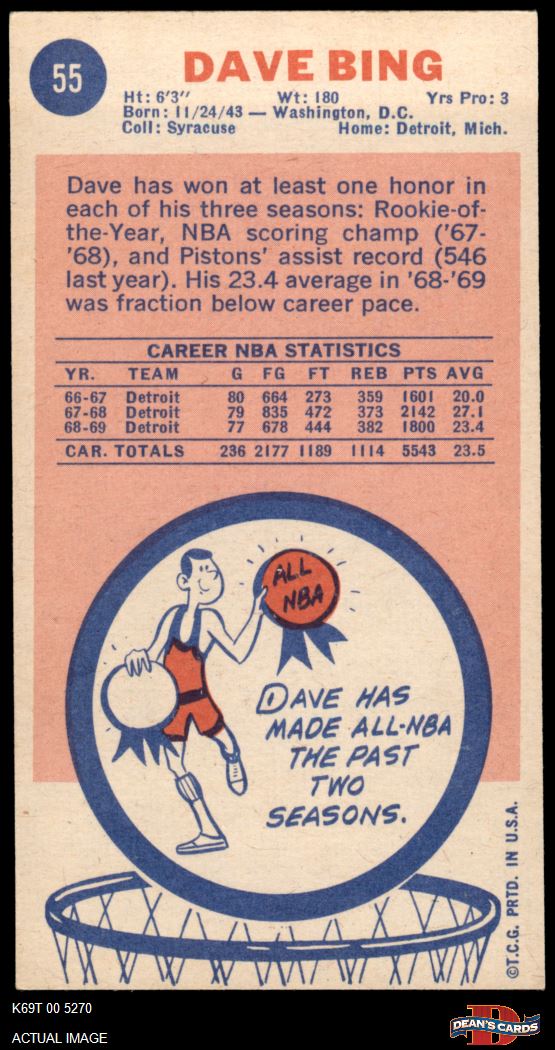 55
DAVE BING
Ht: 6'3" Wt: 180 Yrs Pro: 3
Born: 11/24/43 — Washington, D.C.
Coll: Syracuse Home: Detroit, Mich.
Dave has won at least one honor in
each of his three seasons: Rookie-of-
the-Year, NBA scoring champ ('67-
'68), and Pistons' assist record (546
last year). His 23.4 average in '68-'69
was fraction below career pace.
CAREER NBA STATISTICS
YR. TEAM G FG FT REB PTS AVG
66-67 Detroit 80 664 273 359 1601 20.0
67-68 Detroit 79 835 472 373 2142 27.1
68-69 Detroit 77 678 444 382 1800 23.4
CAR. TOTALS 236 2177 1189 1114 5543 23.5
ALL
NBA
DAVE HAS
MADE ALL-NBA
THE PAST
TWO
SEASONS.
©T.C.G. PRTD. IN U.S.A.
K69T 00 5270
ACTUAL IMAGE
D
DEAN'S CARDS